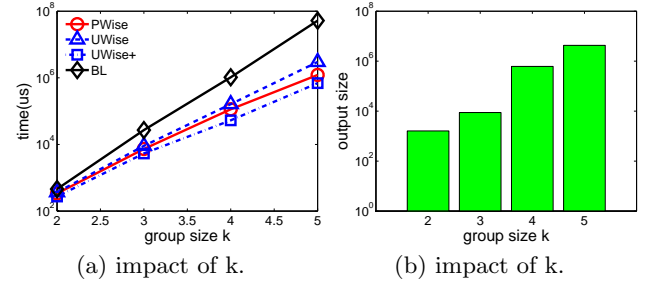 10^8
10^6
10^4
10^2
time(us)
PWise
UWise
UWise+
BL
2 2.5 3 3.5 4 4.5 5
group size k
(a) impact of k.
10^8
10^6
10^4
10^2
10^0
output size
2 3 4 5
group size k
(b) impact of k.